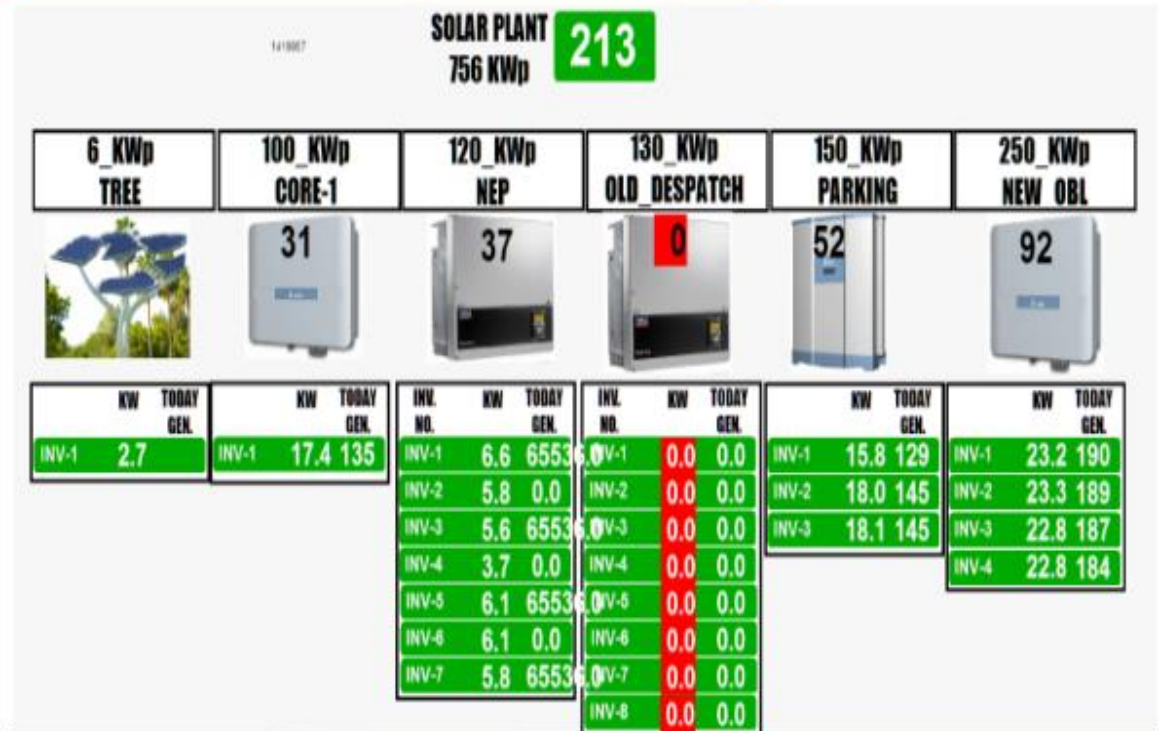 SOLAR PLANT
756 KWp
213
6_KWp
TREE
100_KWp
CORE-1
120_KWp
NEP
130_KWp
OLD_DESPATCH
150_KWp
PARKING
250_KWp
NEW_OBL
31
37
0
52
92
KW TODAY GEN.
INV-1 2.7
KW TODAY GEN.
INV-1 17.4 135
INV. NO. KW TODAY GEN.
INV-1 6.6 65536.0
INV-2 5.8 0.0
INV-3 5.6 65536.0
INV-4 3.7 0.0
INV-5 6.1 65536.0
INV-6 6.1 0.0
INV-7 5.8 65536.0
INV. NO. KW TODAY GEN.
INV-1 0.0 0.0
INV-2 0.0 0.0
INV-3 0.0 0.0
INV-4 0.0 0.0
INV-5 0.0 0.0
INV-6 0.0 0.0
INV-7 0.0 0.0
INV-8 0.0 0.0
KW TODAY GEN.
INV-1 15.8 129
INV-2 18.0 145
INV-3 18.1 145
KW TODAY GEN.
INV-1 23.2 190
INV-2 23.3 189
INV-3 22.8 187
INV-4 22.8 184